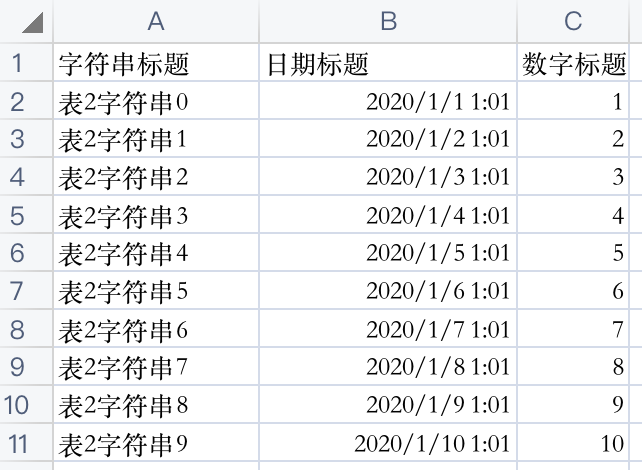 A B C
1 字符串标题 日期标题 数字标题
2 表2字符串0 2020/1/1 1:01 1
3 表2字符串1 2020/1/2 1:01 2
4 表2字符串2 2020/1/3 1:01 3
5 表2字符串3 2020/1/4 1:01 4
6 表2字符串4 2020/1/5 1:01 5
7 表2字符串5 2020/1/6 1:01 6
8 表2字符串6 2020/1/7 1:01 7
9 表2字符串7 2020/1/8 1:01 8
10 表2字符串8 2020/1/9 1:01 9
11 表2字符串9 2020/1/10 1:01 10